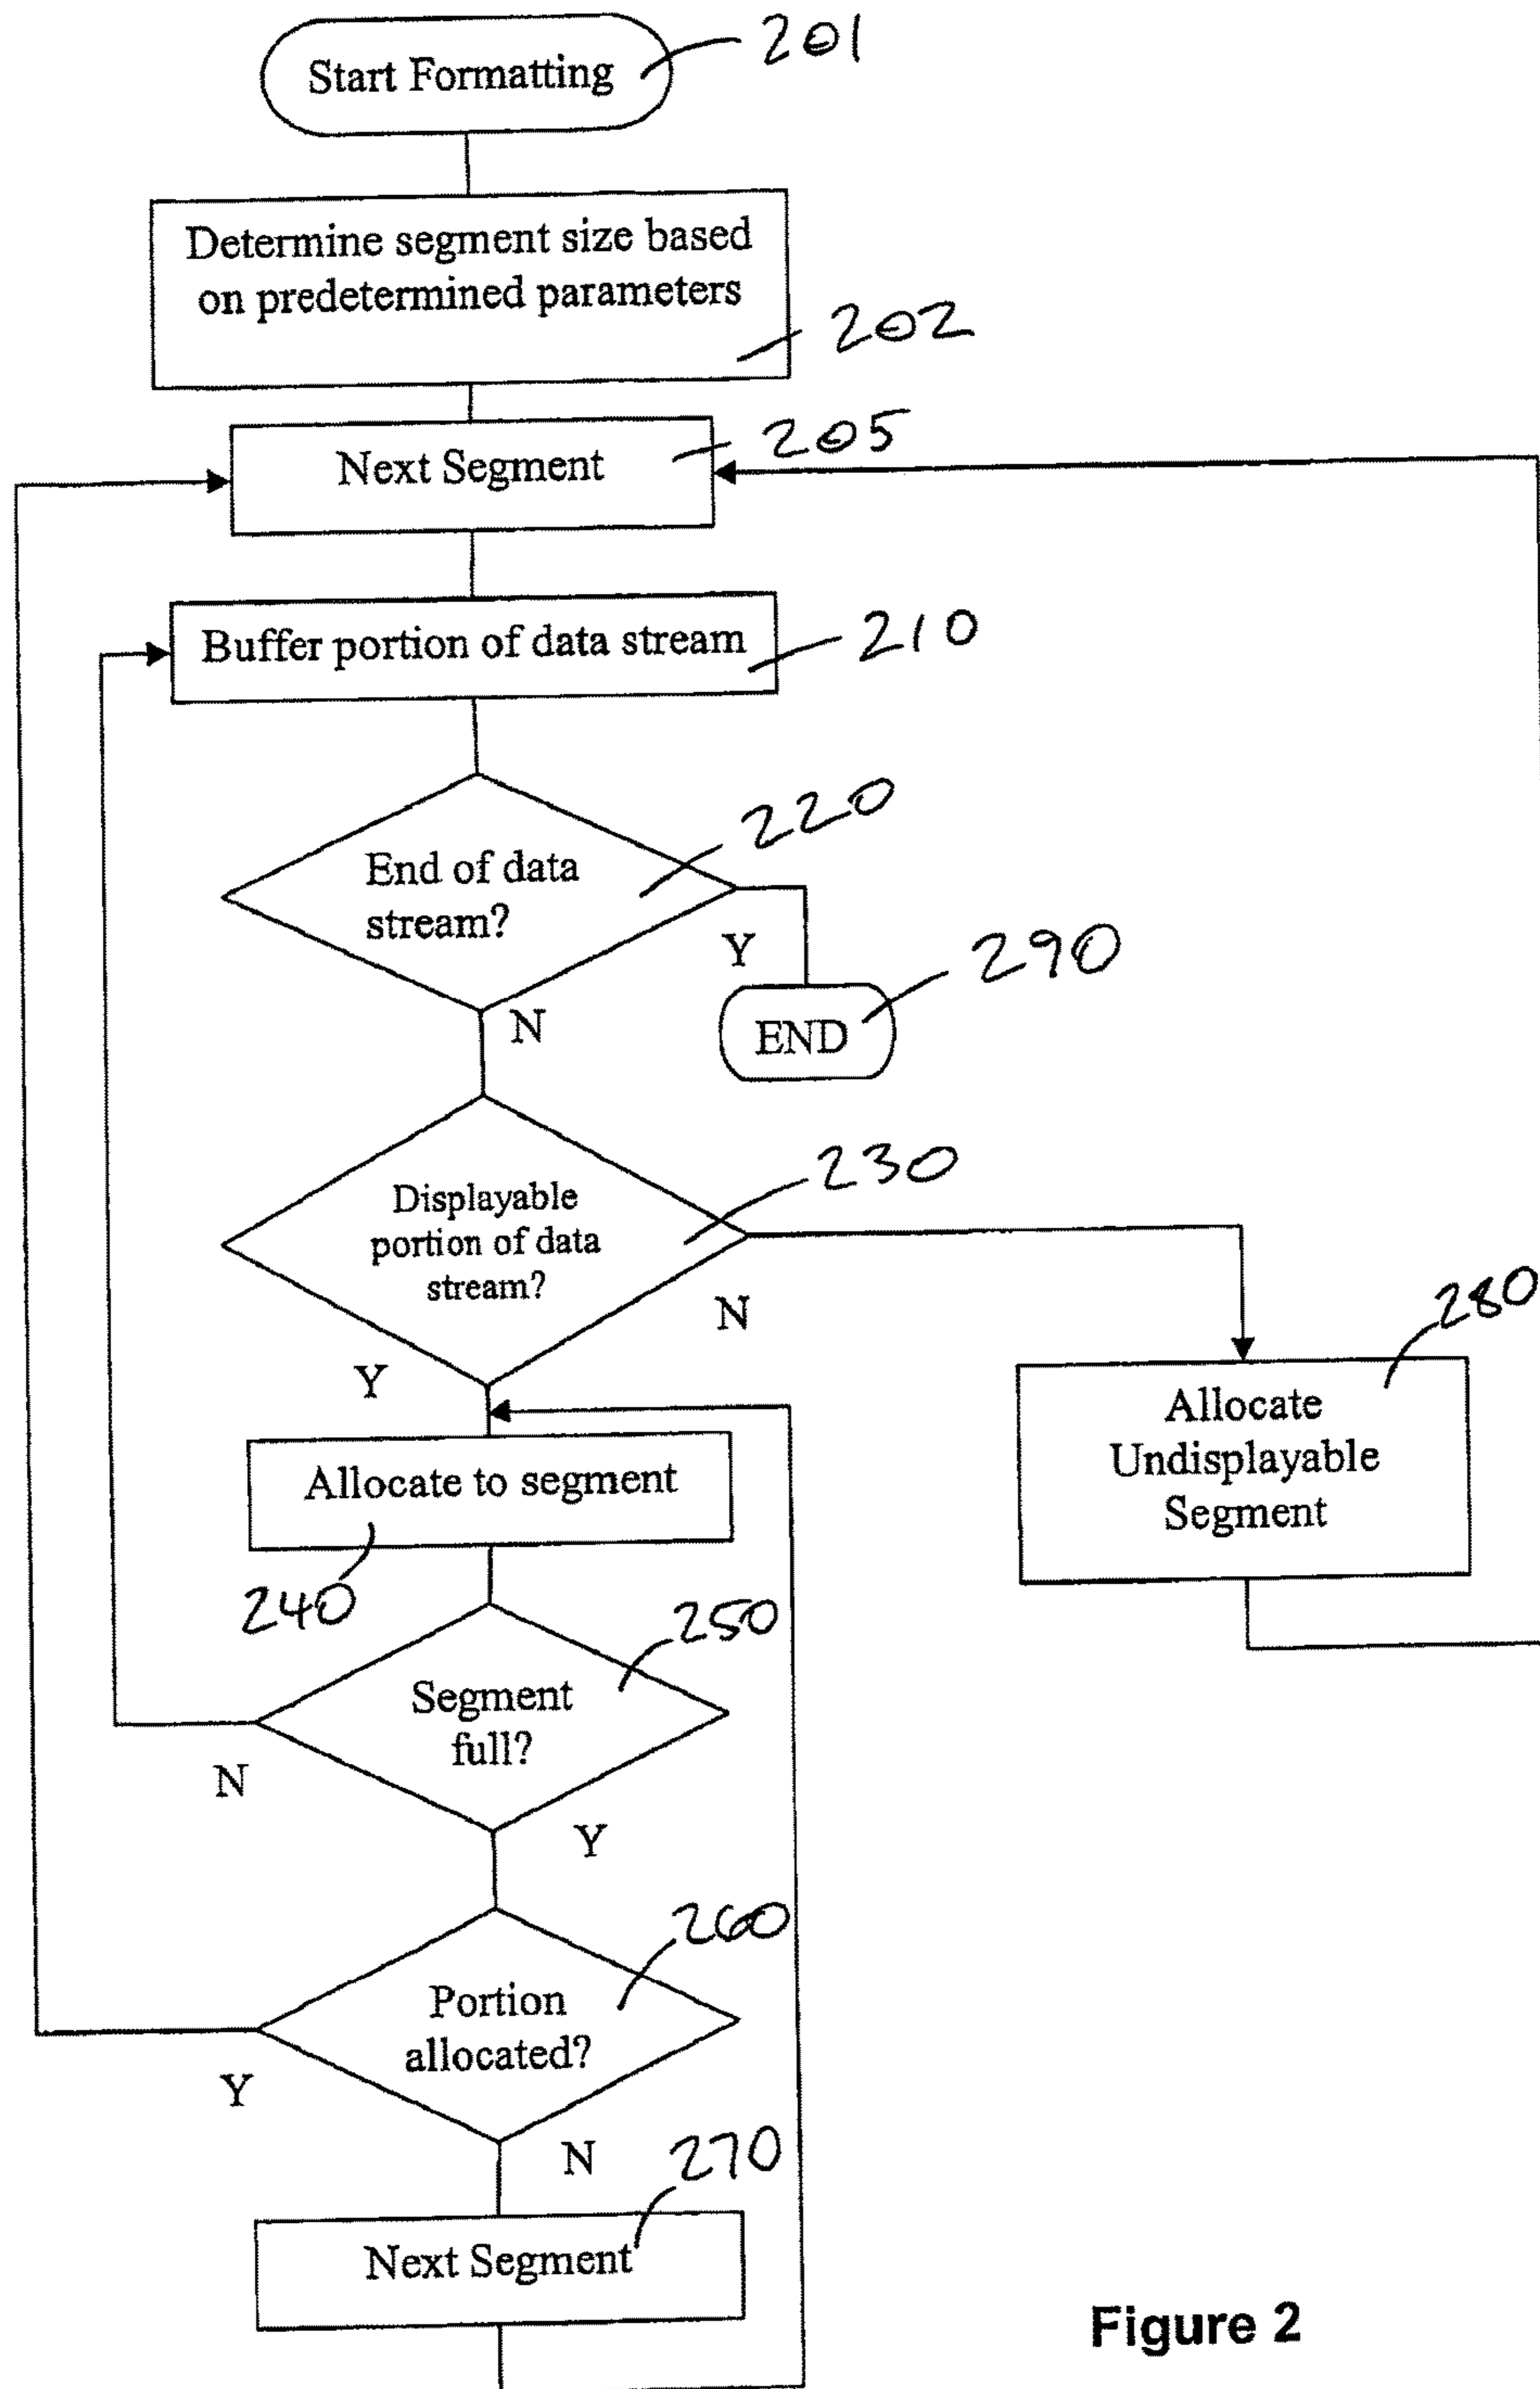 Start Formatting
201
Determine segment size based
on predetermined parameters
202
Next Segment
205
Buffer portion of data stream
210
End of data
stream?
220
Y
290
END
N
Displayable
portion of data
stream?
230
N
Y
280
Allocate
Undisplayable
Segment
Allocate to segment
240
250
Segment
full?
N
Y
260
Portion
allocated?
Y
N
270
Next Segment
Figure 2